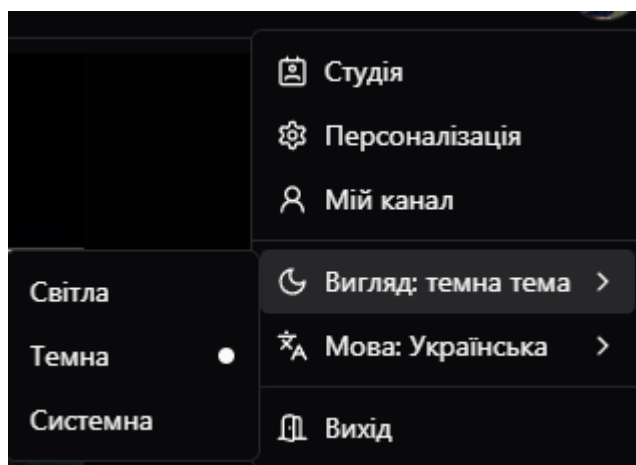 Студія
Персоналізація
Мій канал
Вигляд: темна тема
Мова: Українська
Вихід
Світла
Темна
Системна